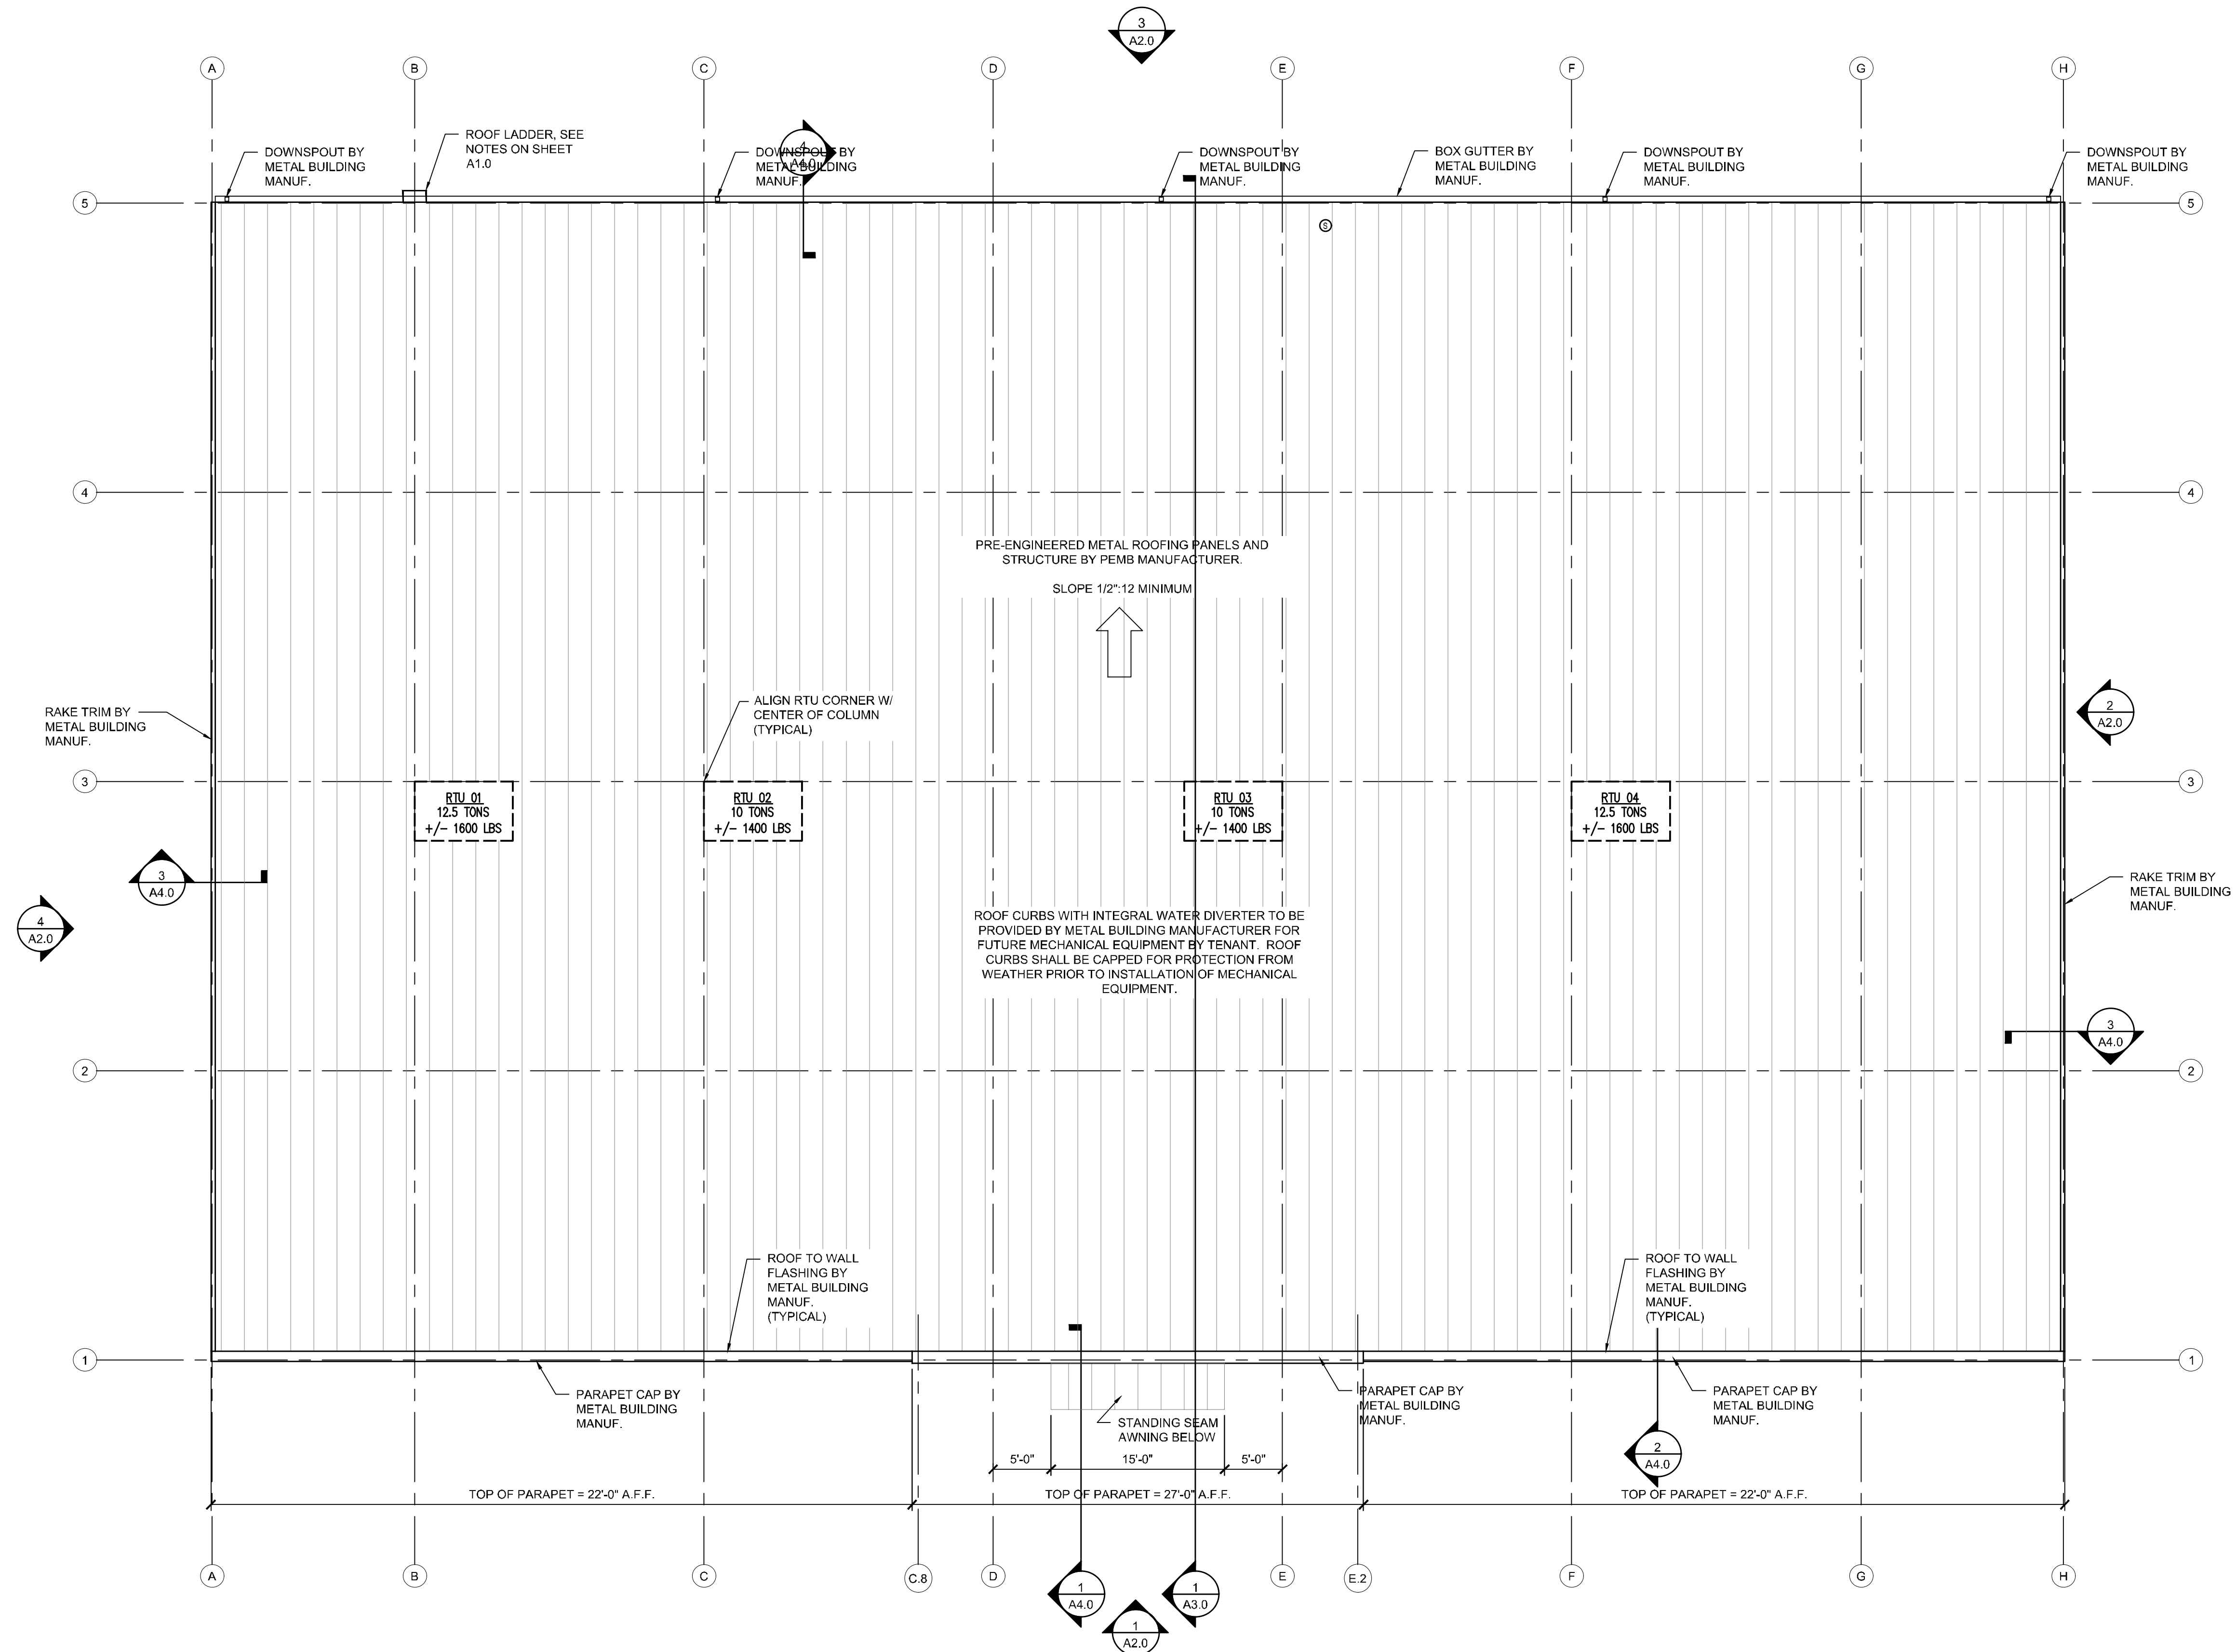 3
A2.0
A
B
C
D
E
F
G
H
DOWNSPOUT BY
METAL BUILDING
MANUF.
ROOF LADDER, SEE
NOTES ON SHEET
A1.0
DOWNSPOUT BY
METAL BUILDING
MANUF.
4
A4.0
DOWNSPOUT BY
METAL BUILDING
MANUF.
BOX GUTTER BY
METAL BUILDING
MANUF.
DOWNSPOUT BY
METAL BUILDING
MANUF.
DOWNSPOUT BY
METAL BUILDING
MANUF.
5
5
S
4
4
PRE-ENGINEERED METAL ROOFING PANELS AND
STRUCTURE BY PEMB MANUFACTURER.
SLOPE 1/2":12 MINIMUM
RAKE TRIM BY
METAL BUILDING
MANUF.
ALIGN RTU CORNER W/
CENTER OF COLUMN
(TYPICAL)
2
A2.0
3
3
RTU 01
12.5 TONS
+/- 1600 LBS
RTU 02
10 TONS
+/- 1400 LBS
RTU 03
10 TONS
+/- 1400 LBS
RTU 04
12.5 TONS
+/- 1600 LBS
3
A4.0
4
A2.0
RAKE TRIM BY
METAL BUILDING
MANUF.
ROOF CURBS WITH INTEGRAL WATER DIVERTER TO BE
PROVIDED BY METAL BUILDING MANUFACTURER FOR
FUTURE MECHANICAL EQUIPMENT BY TENANT. ROOF
CURBS SHALL BE CAPPED FOR PROTECTION FROM
WEATHER PRIOR TO INSTALLATION OF MECHANICAL
EQUIPMENT.
3
A4.0
2
2
ROOF TO WALL
FLASHING BY
METAL BUILDING
MANUF.
(TYPICAL)
ROOF TO WALL
FLASHING BY
METAL BUILDING
MANUF.
(TYPICAL)
1
1
PARAPET CAP BY
METAL BUILDING
MANUF.
STANDING SEAM
AWNING BELOW
PARAPET CAP BY
METAL BUILDING
MANUF.
PARAPET CAP BY
METAL BUILDING
MANUF.
5'-0"
15'-0"
5'-0"
2
A4.0
TOP OF PARAPET = 22'-0" A.F.F.
TOP OF PARAPET = 27'-0" A.F.F.
TOP OF PARAPET = 22'-0" A.F.F.
A
B
C
C.8
D
E
E.2
F
G
H
1
A4.0
1
A3.0
1
A2.0